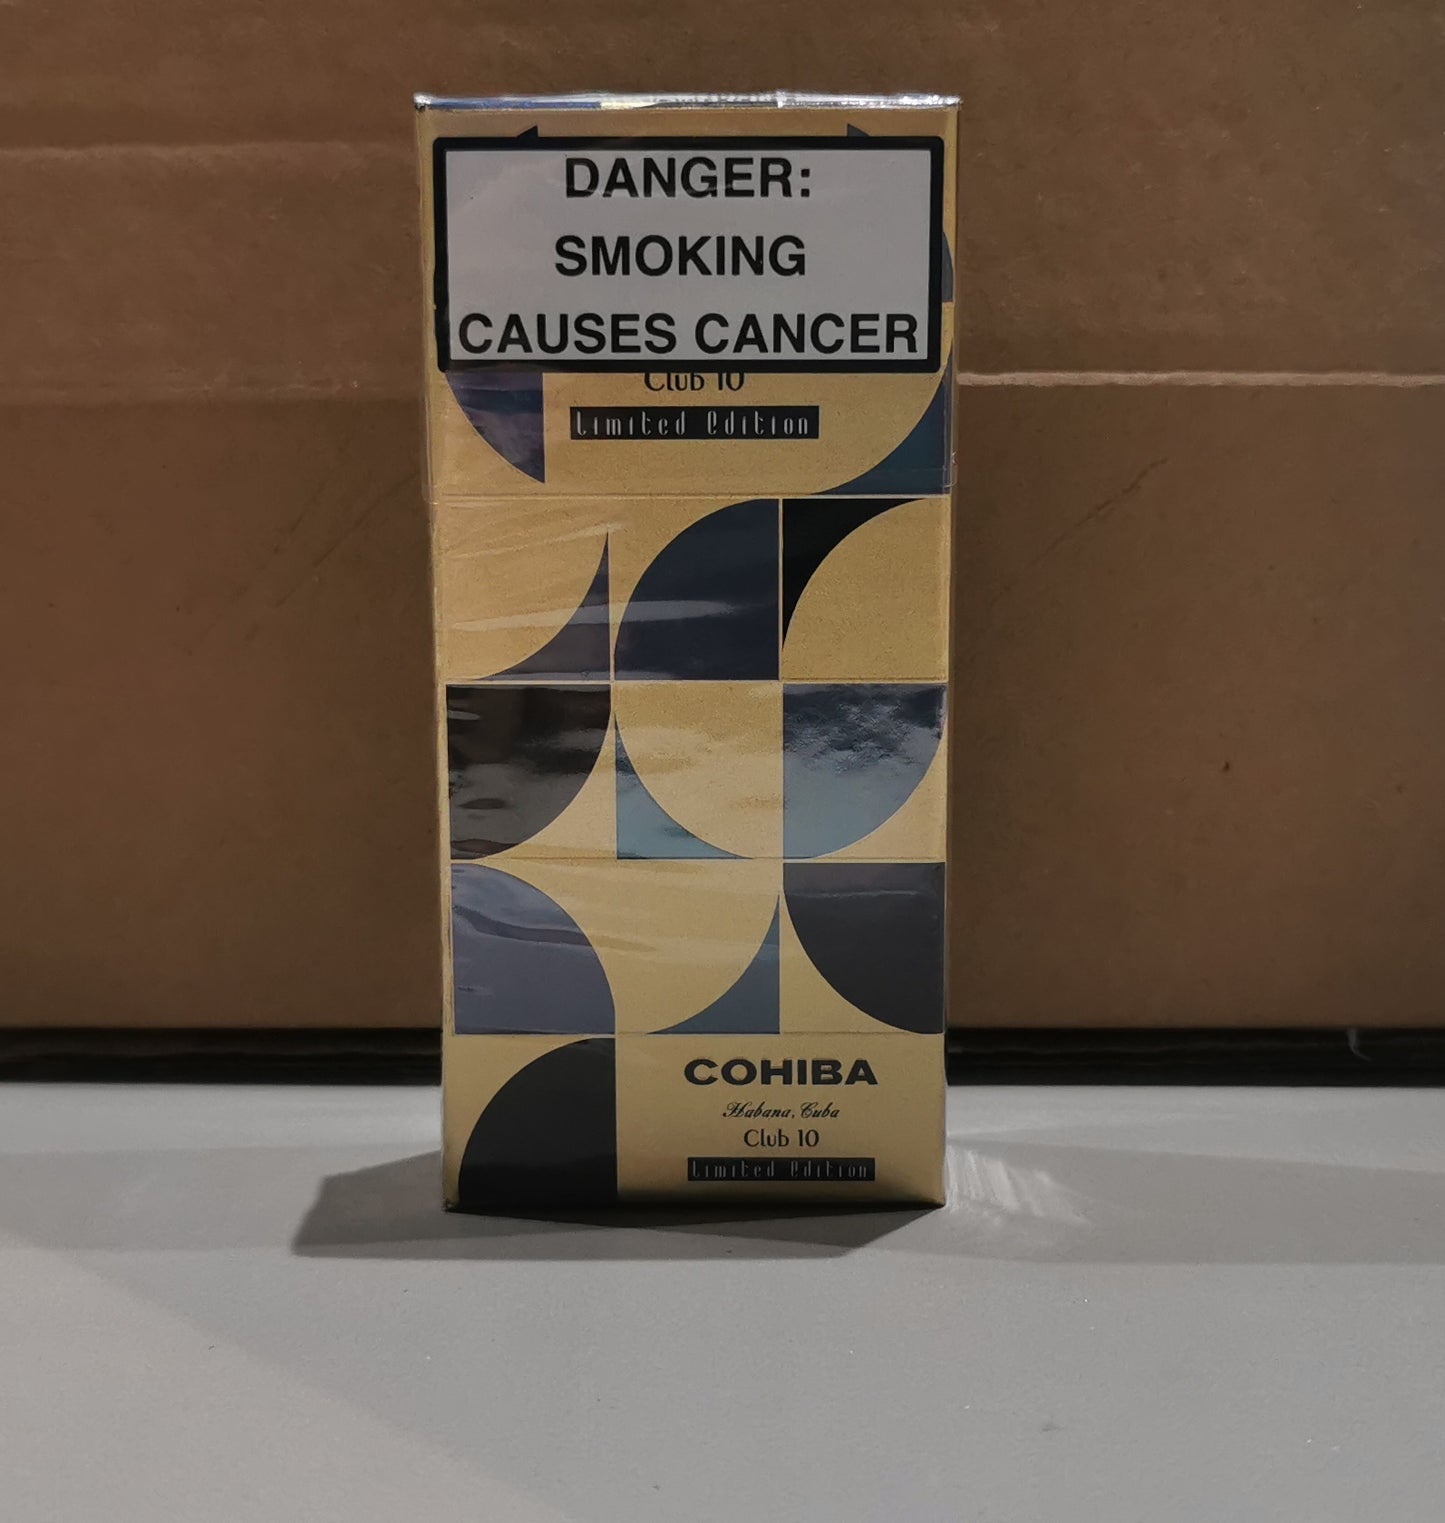 DANGER:
SMOKING
CAUSES CANCER
Club 10
Limited Edition
COHIBA
Habana, Cuba
Club 10
Limited Edition